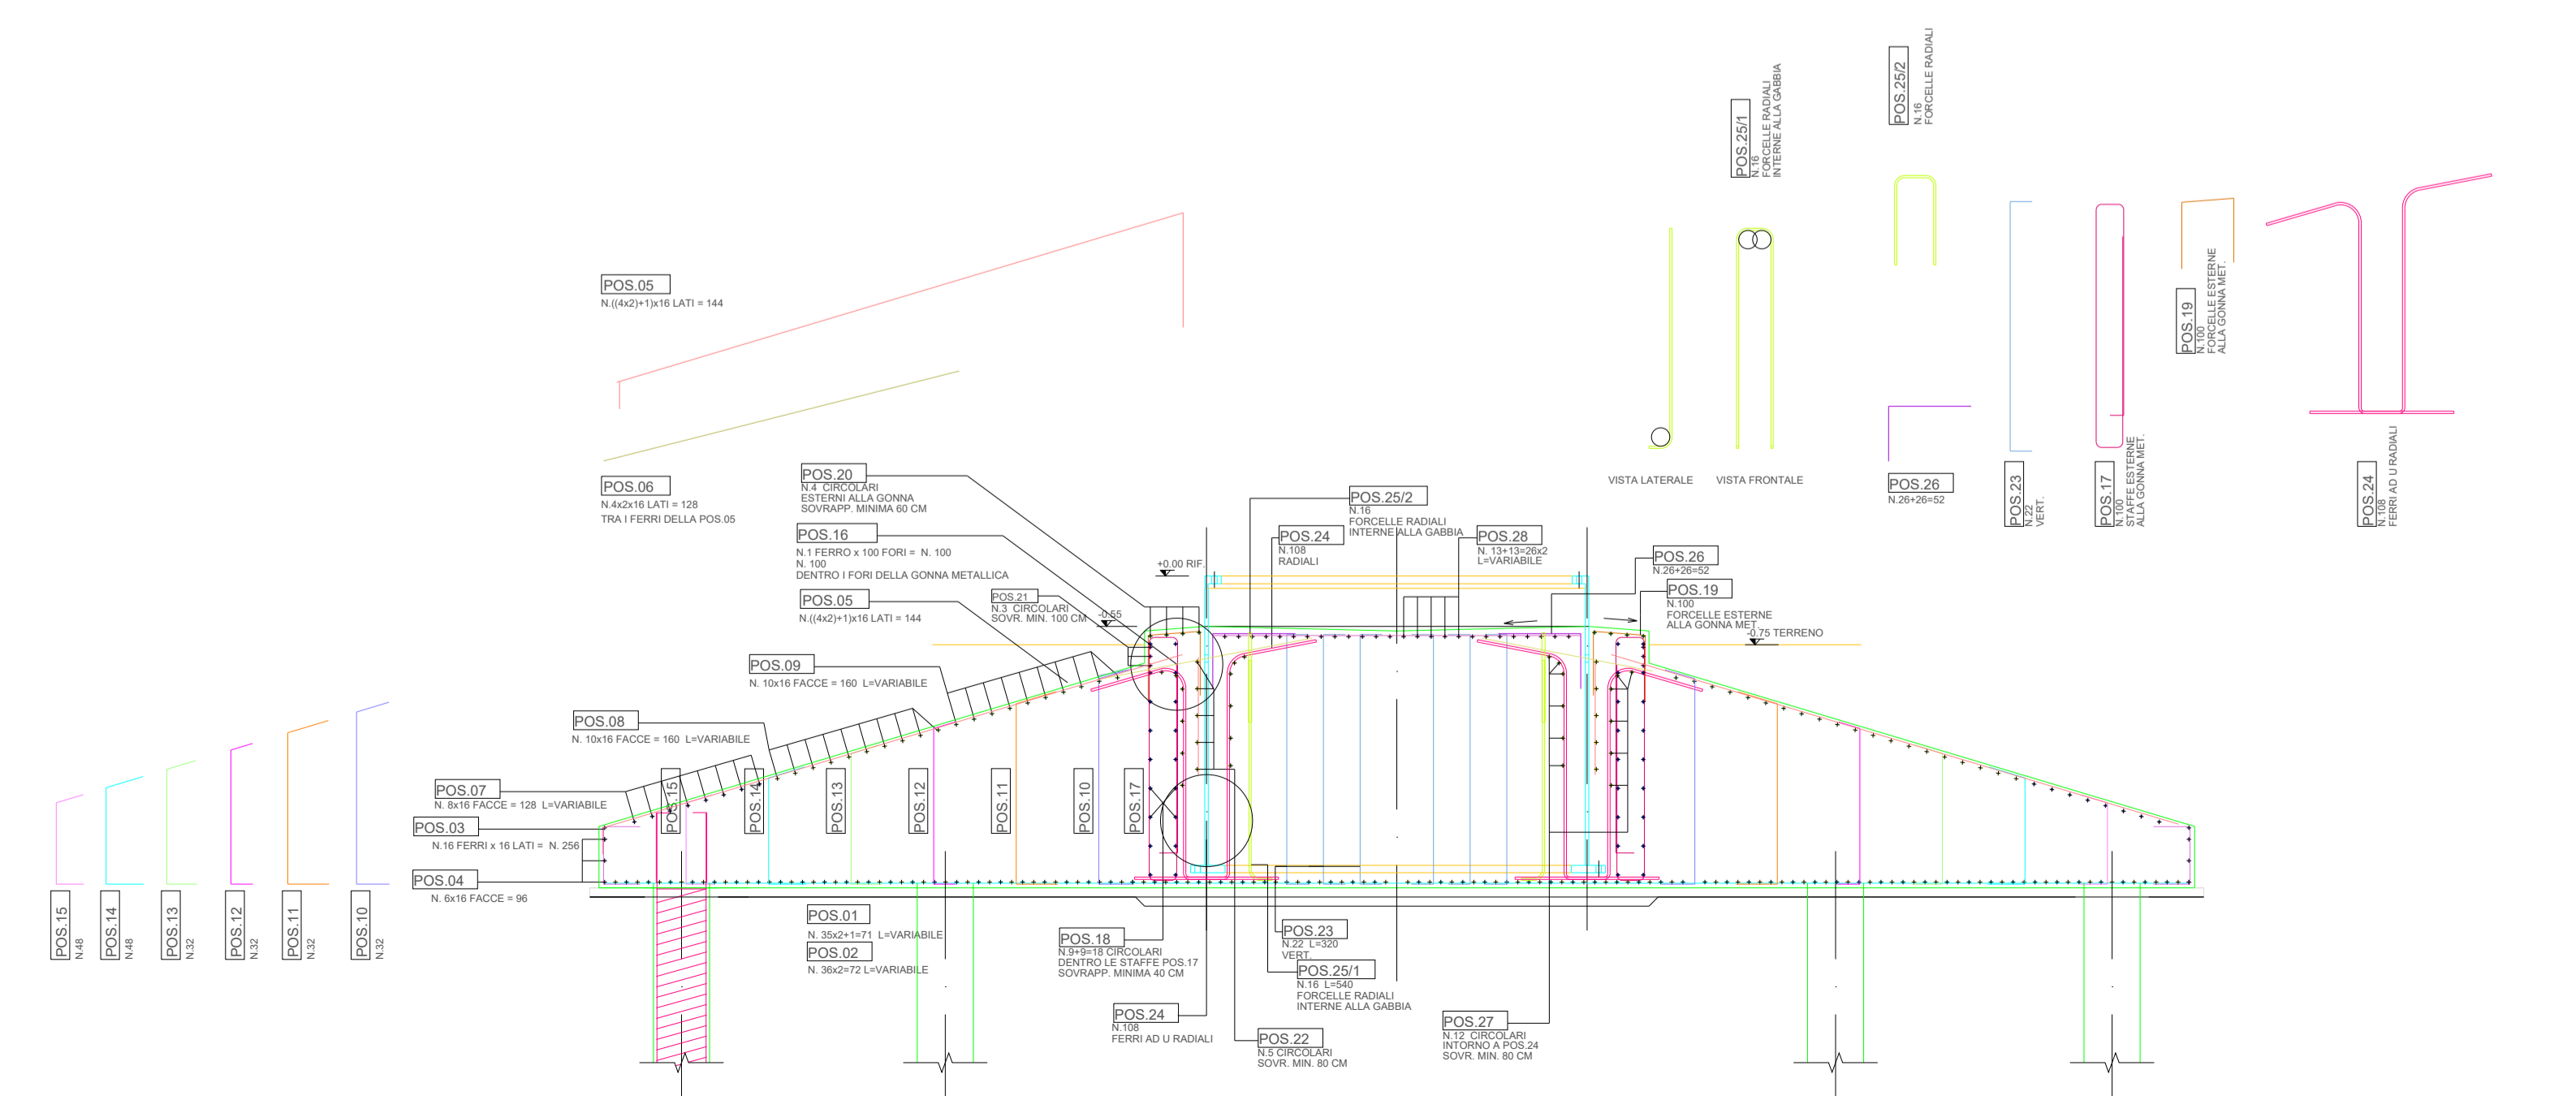 POS.25/2
N.16
FORCELLE RADIALI
POS.25/1
N.16
FORCELLE RADIALI
INTERNE ALLA GABBIA
POS.05
N.((4x2)+1)x16 LATI = 144
POS.19
N.100
FORCELLE ESTERNE
ALLA GONNA MET.
POS.06
N.4x2x16 LATI = 128
TRA I FERRI DELLA POS.05
VISTA LATERALE
VISTA FRONTALE
POS.26
N.26+26=52
POS.23
N.22
VERT.
POS.17
N.100
STAFFE ESTERNE
ALLA GONNA MET.
POS.24
N.108
FERRI AD U RADIALI
POS.20
N.4 CIRCOLARI
ESTERNI ALLA GONNA
SOVRAPP. MINIMA 60 CM
POS.16
N.1 FERRO x 100 FORI = N. 100
N. 100
DENTRO I FORI DELLA GONNA METALLICA
POS.05
N.((4x2)+1)x16 LATI = 144
POS.21
N.3 CIRCOLARI
SOVR. MIN. 100 CM
+0.00 RIF.
-0.55
POS.25/2
N.16
FORCELLE RADIALI
INTERNE ALLA GABBIA
POS.24
N.108
RADIALI
POS.28
N. 13+13=26x2
L=VARIABILE
POS.26
N.26+26=52
POS.19
N.100
FORCELLE ESTERNE
ALLA GONNA MET.
-0.75 TERRENO
POS.09
N. 10x16 FACCE = 160 L=VARIABILE
POS.08
N. 10x16 FACCE = 160 L=VARIABILE
POS.07
N. 8x16 FACCE = 128 L=VARIABILE
POS.03
N.16 FERRI x 16 LATI = N. 256
POS.04
N. 6x16 FACCE = 96
POS.15
POS.14
POS.13
POS.12
POS.11
POS.10
POS.17
POS.15
N.48
POS.14
N.48
POS.13
N.32
POS.12
N.32
POS.11
N.32
POS.10
N.32
POS.01
N. 35x2+1=71 L=VARIABILE
POS.02
N. 36x2=72 L=VARIABILE
POS.18
N.9+9=18 CIRCOLARI
DENTRO LE STAFFE POS.17
SOVRAPP. MINIMA 40 CM
POS.23
N.22 L=320
VERT.
POS.25/1
N.16 L=540
FORCELLE RADIALI
INTERNE ALLA GABBIA
POS.24
N.108
FERRI AD U RADIALI
POS.22
N.5 CIRCOLARI
SOVR. MIN. 80 CM
POS.27
N.12 CIRCOLARI
INTORNO A POS.24
SOVR. MIN. 80 CM